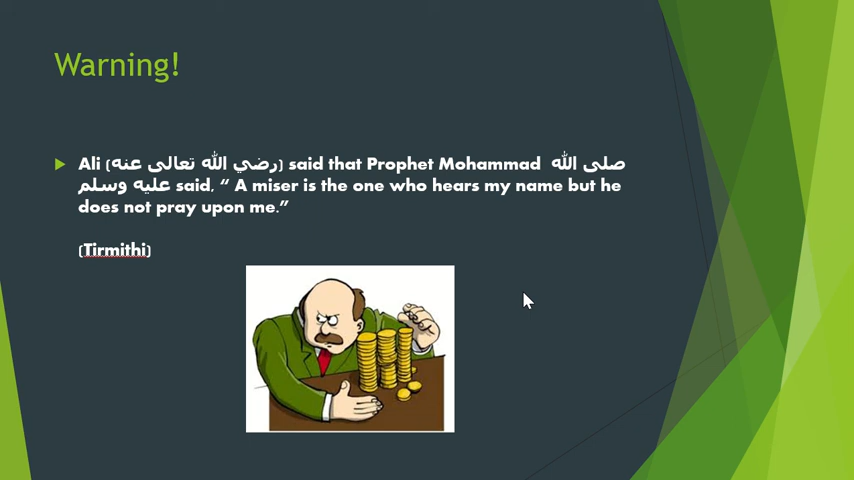 Warning!
Ali (رضي الله تعالى عنه) said that Prophet Mohammad صلى الله
عليه وسلم said, “ A miser is the one who hears my name but he
does not pray upon me.”
(Tirmithi)